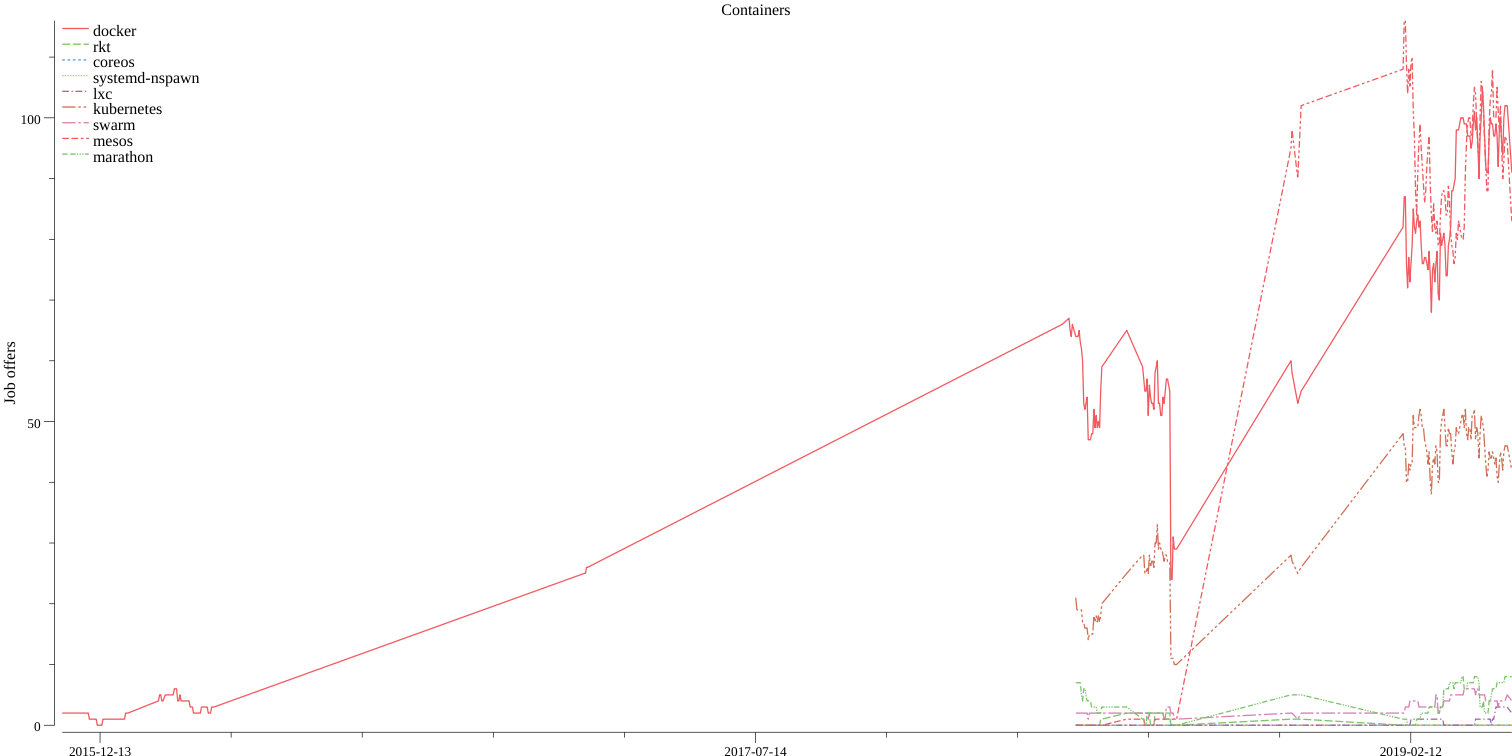 Containers
docker
rkt
coreos
systemd-nspawn
lxc
kubernetes
swarm
mesos
marathon
100
50
0
Job offers
2015-12-13
2017-07-14
2019-02-12